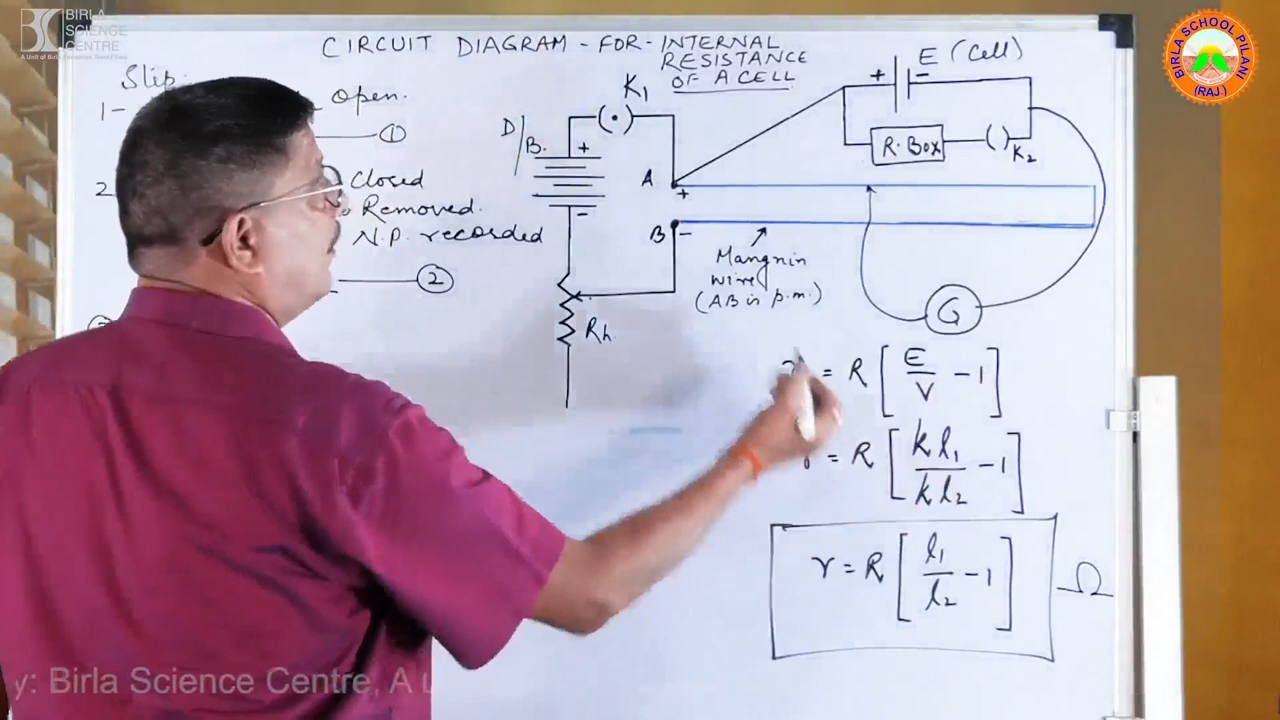 BIRLA
SCIENCE
CENTRE
A Unit of Birla Education Trust Pilani
BIRLA SCHOOL PILANI
(RAJ.)
CIRCUIT DIAGRAM - FOR - INTERNAL
RESISTANCE
OF A CELL
Slip.
1- Open.
①
2 Closed
Removed.
N.P. recorded
②
D/B.
+
-
K1
Rh
A
+
B
-
Mangnin
wire
(AB is p.m.)
+ - E (Cell)
R. Box
( ) K2
G
r = R [E/V - 1]
r = R [k l1 / k l2 - 1]
r = R [l1 / l2 - 1] Ω
y: Birla Science Centre, A